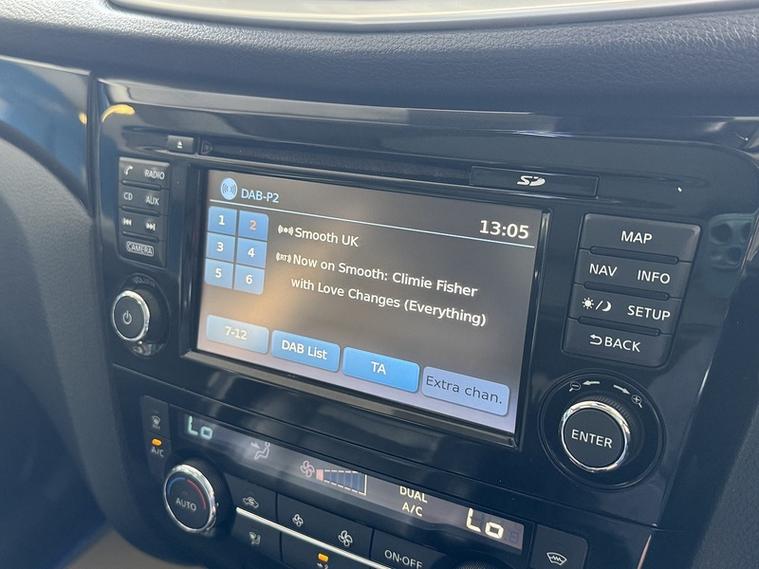 SD
RADIO
CD AUX
CAMERA
DAB-P2
13:05
1 2
3 4
5 6
Smooth UK
Now on Smooth: Climie Fisher
with Love Changes (Everything)
7-12
DAB List
TA
Extra chan.
MAP
NAV INFO
SETUP
BACK
ENTER
Lo
A/C
AUTO
DUAL
A/C
Lo
ON·OFF